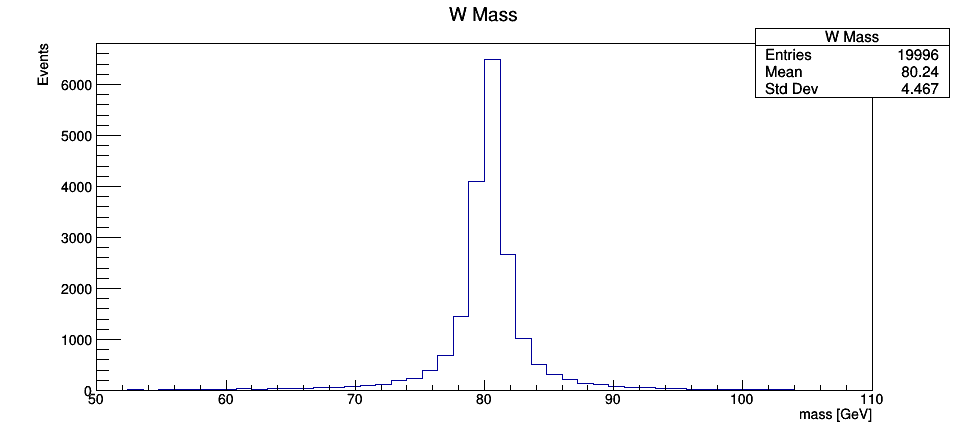 W Mass
W Mass
Entries 19996
Mean 80.24
Std Dev 4.467
Events
6000
5000
4000
3000
2000
1000
0
50 60 70 80 90 100 110
mass [GeV]